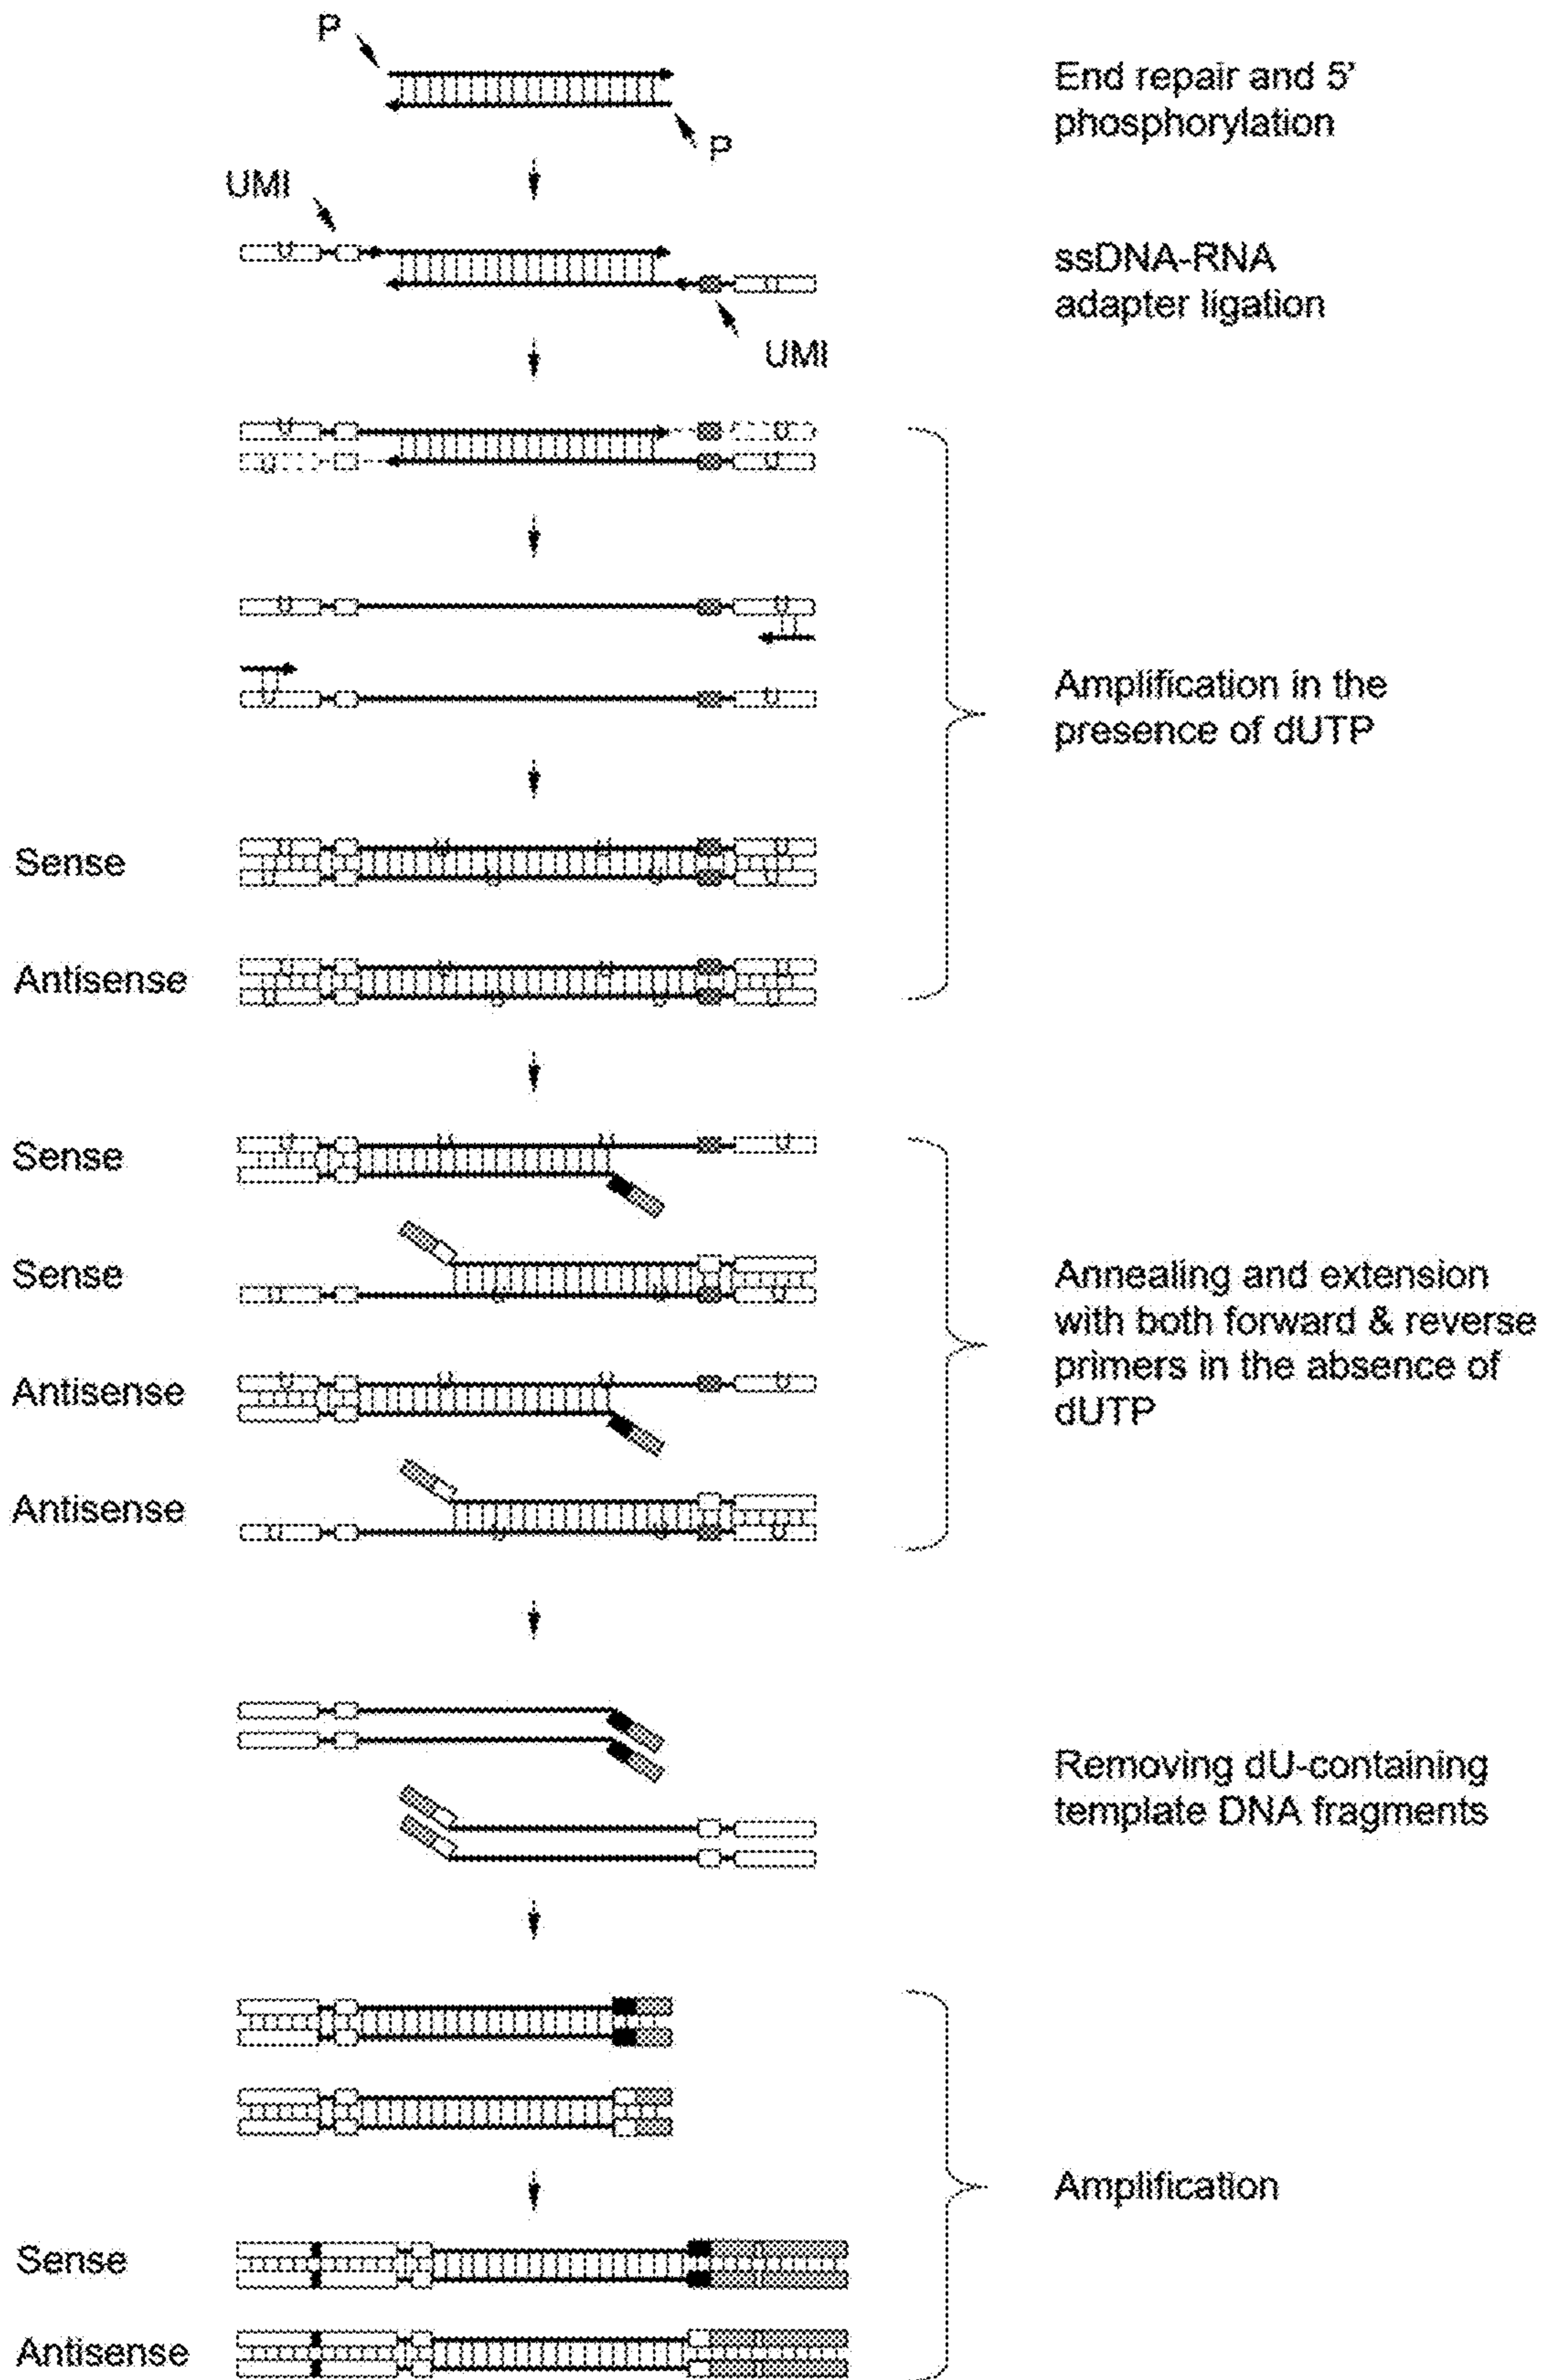 P
End repair and 5'
phosphorylation
P
UMI
ssDNA-RNA
adapter ligation
UMI
U
U
U
U
U
U
U
U
U
U
Amplification in the
presence of dUTP
Sense
Antisense
Sense
Sense
Annealing and extension
with both forward & reverse
primers in the absence of
dUTP
Antisense
Antisense
Removing dU-containing
template DNA fragments
Amplification
Sense
Antisense